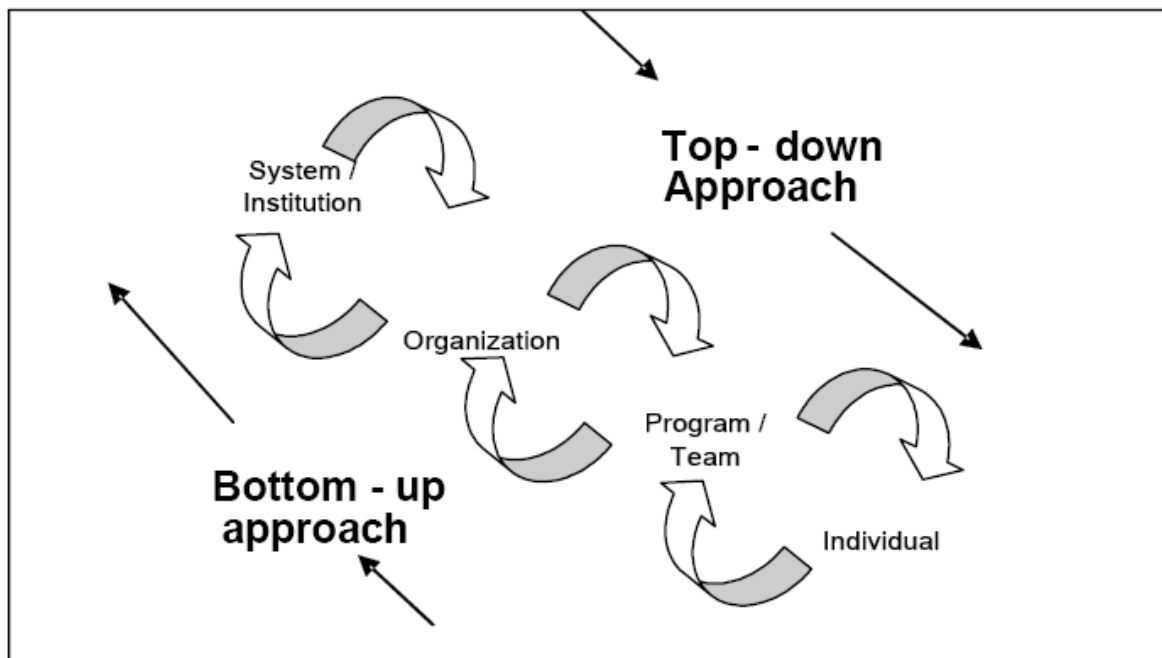 Top - down
Approach
System /
Institution
Organization
Program /
Team
Bottom - up
approach
Individual